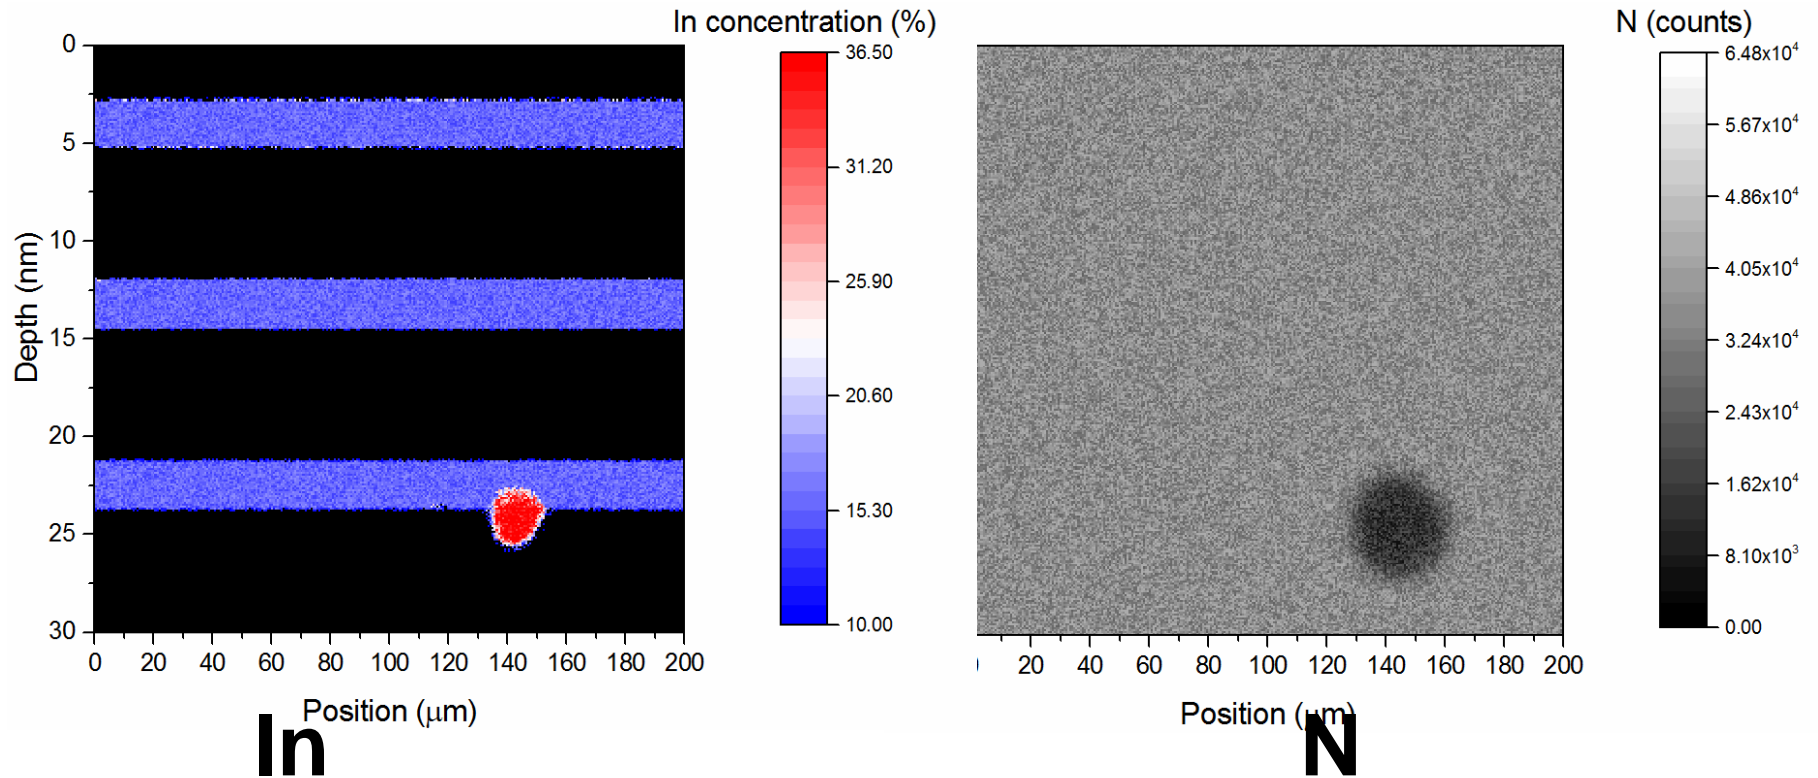 In concentration (%)
0
5
10
15
20
25
30
Depth (nm)
0 20 40 60 80 100 120 140 160 180 200
Position (μm)
36.50
31.20
25.90
20.60
15.30
10.00
In
N (counts)
6.48x10⁴
5.67x10⁴
4.86x10⁴
4.05x10⁴
3.24x10⁴
2.43x10⁴
1.62x10⁴
8.10x10³
0.00
20 40 60 80 100 120 140 160 180 200
Position (μm)
N